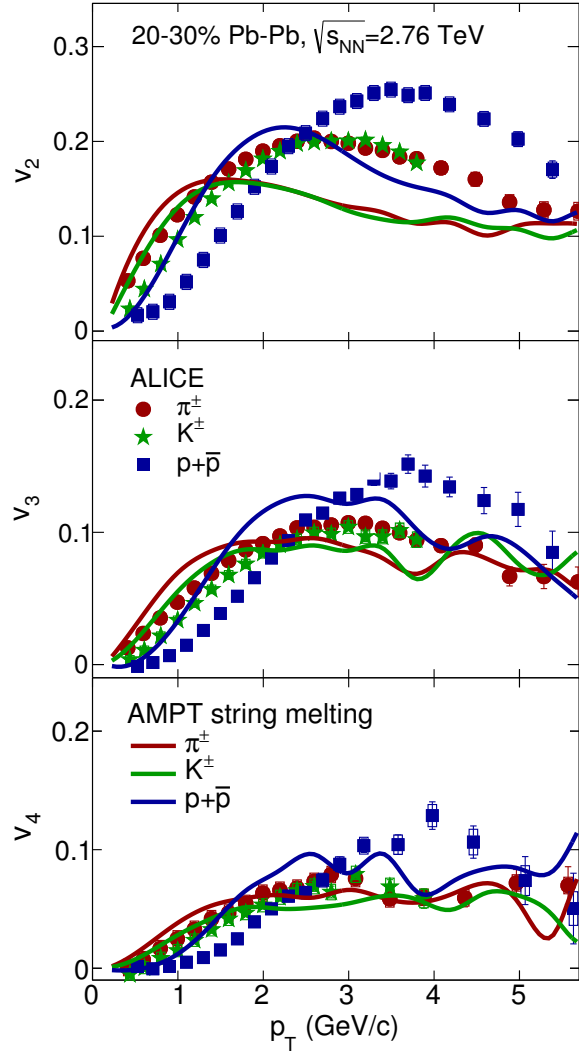 20-30% Pb-Pb, √sNN=2.76 TeV
0.3
0.2
0.1
0
v2
ALICE
π±
K±
p+p̄
0.2
0.1
0
v3
AMPT string melting
π±
K±
p+p̄
0.2
0.1
0
v4
0 1 2 3 4 5
pT (GeV/c)